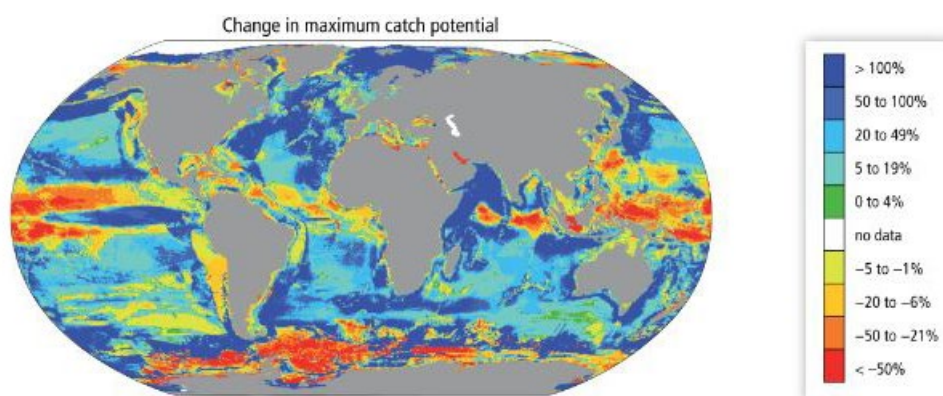 Change in maximum catch potential
> 100%
50 to 100%
20 to 49%
5 to 19%
0 to 4%
no data
−5 to −1%
−20 to −6%
−50 to −21%
< −50%